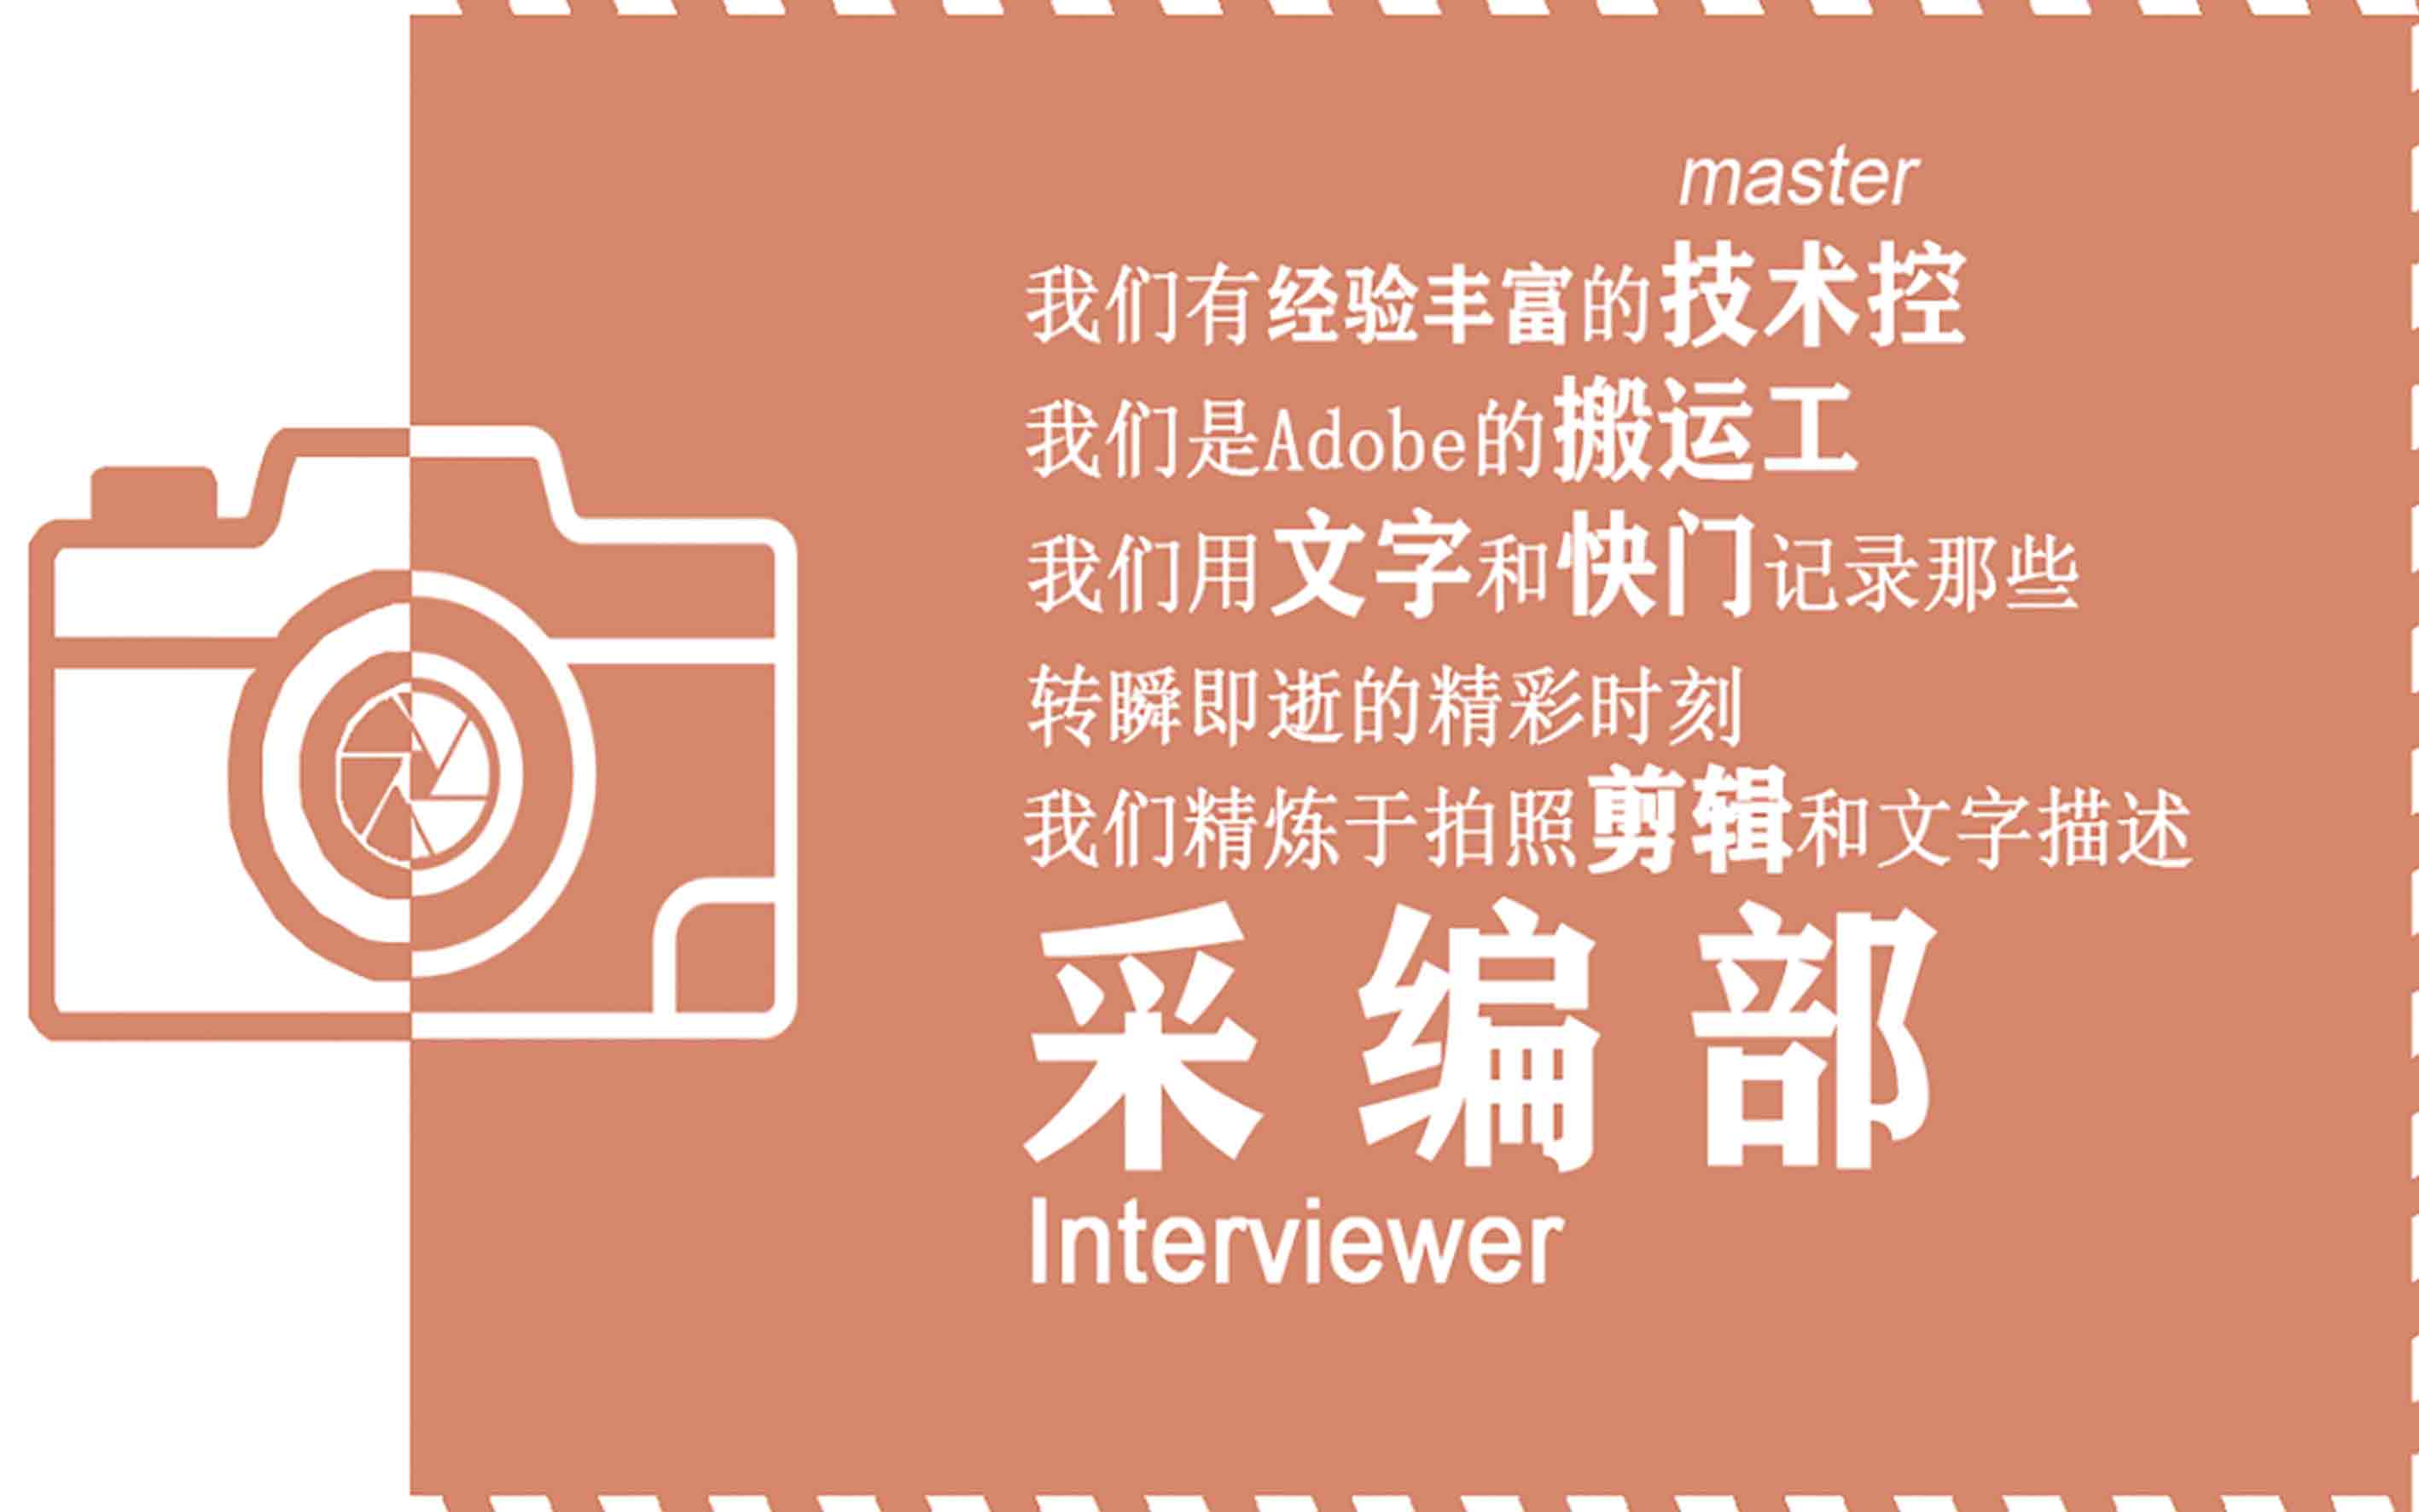 master
我们有经验丰富的技术控
我们是Adobe的搬运工
我们用文字和快门记录那些
转瞬即逝的精彩时刻
我们精炼于拍照剪辑和文字描述
采编部
Interviewer